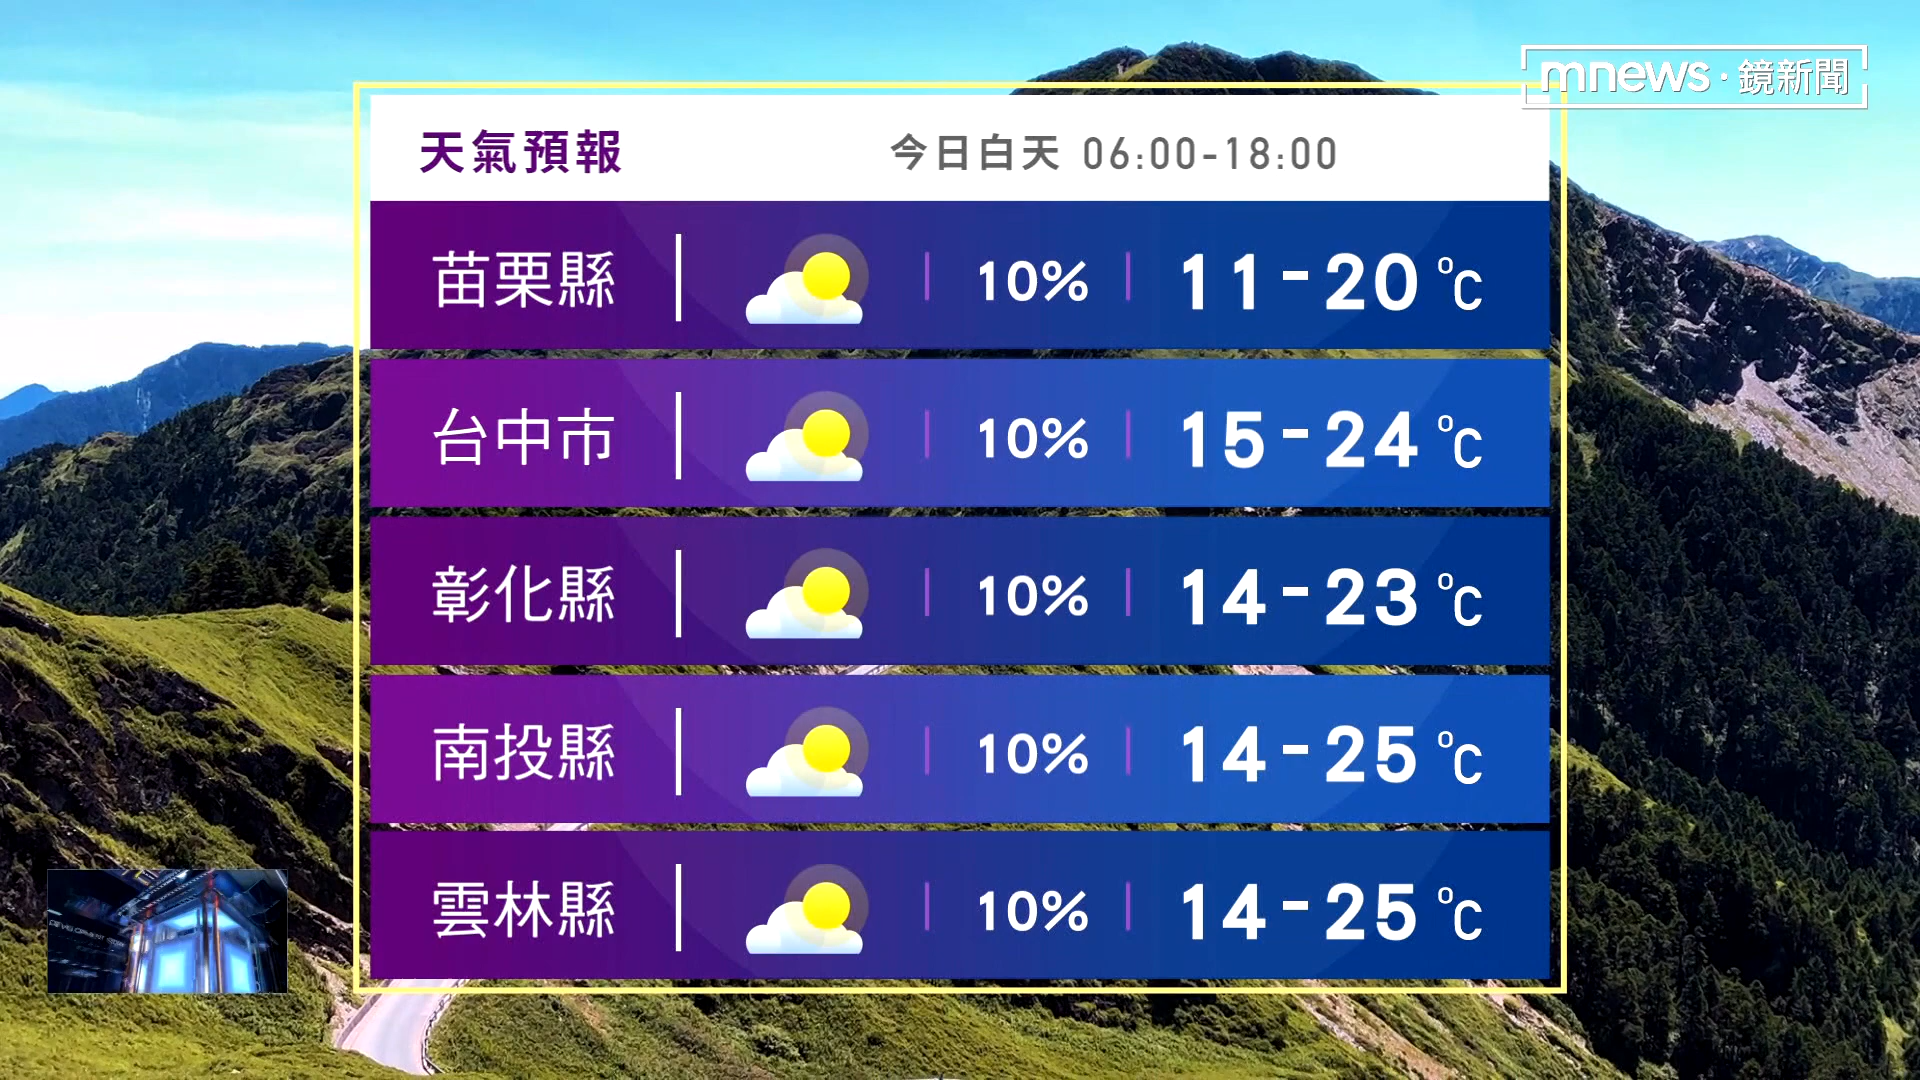 mnews·鏡新聞
天氣預報 今日白天 06:00-18:00
苗栗縣 10% 11-20 °C
台中市 10% 15-24 °C
彰化縣 10% 14-23 °C
南投縣 10% 14-25 °C
雲林縣 10% 14-25 °C